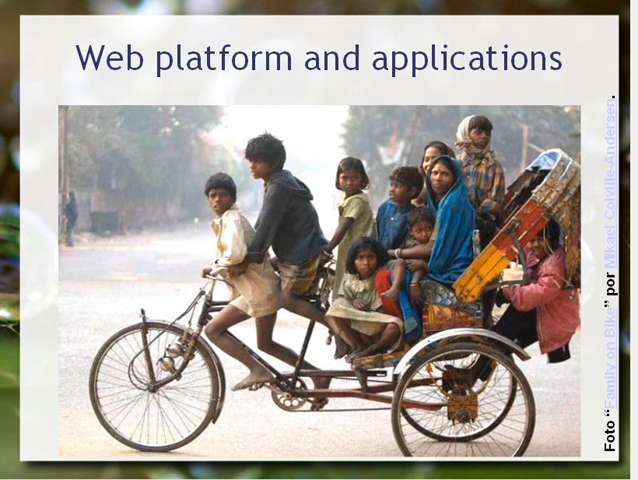 Web platform and applications
Foto “Family on Bike” por Mikael Colville-Andersen.